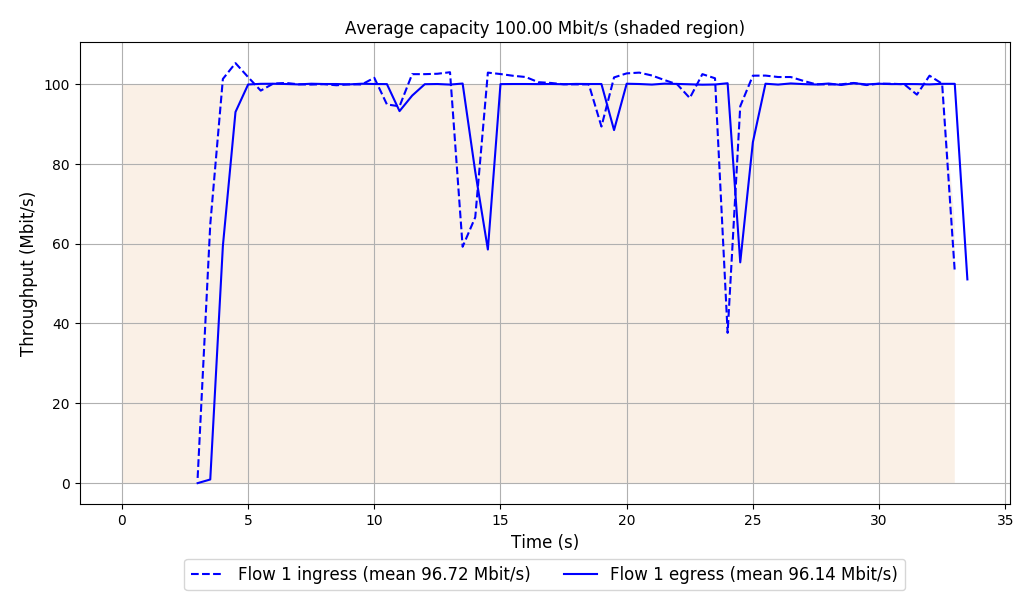 Average capacity 100.00 Mbit/s (shaded region)
Throughput (Mbit/s)
100
80
60
40
20
0
0 5 10 15 20 25 30 35
Time (s)
Flow 1 ingress (mean 96.72 Mbit/s) Flow 1 egress (mean 96.14 Mbit/s)